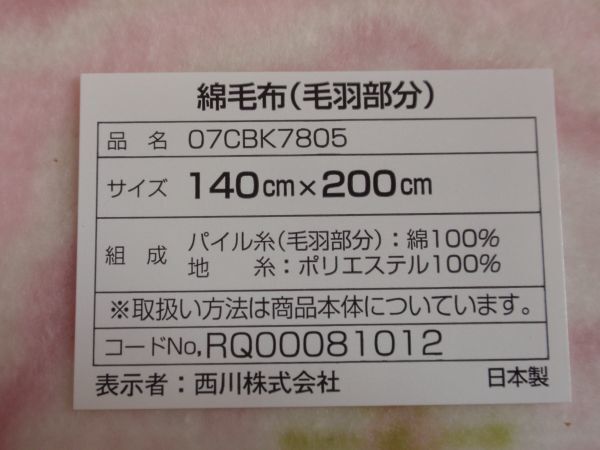 綿毛布(毛羽部分)
品 名 07CBK7805
サイズ 140cm×200cm
組 成 パイル糸(毛羽部分):綿100%
地 糸:ポリエステル100%
※取扱い方法は商品本体についています。
コードNo,RQ00081012
表示者:西川株式会社 日本製